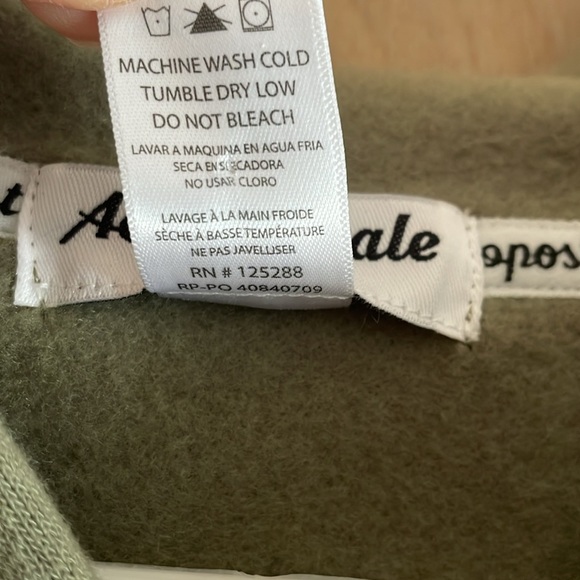 MACHINE WASH COLD
TUMBLE DRY LOW
DO NOT BLEACH
LAVAR A MAQUINA EN AGUA FRIA
SECA EN SECADORA
NO USAR CLORO
LAVAGE À LA MAIN FROIDE
SÈCHE À BASSE TEMPÉRATURE
NE PAS JAVELLISER
RN # 125288
RP-PO 40840709
ale
opos